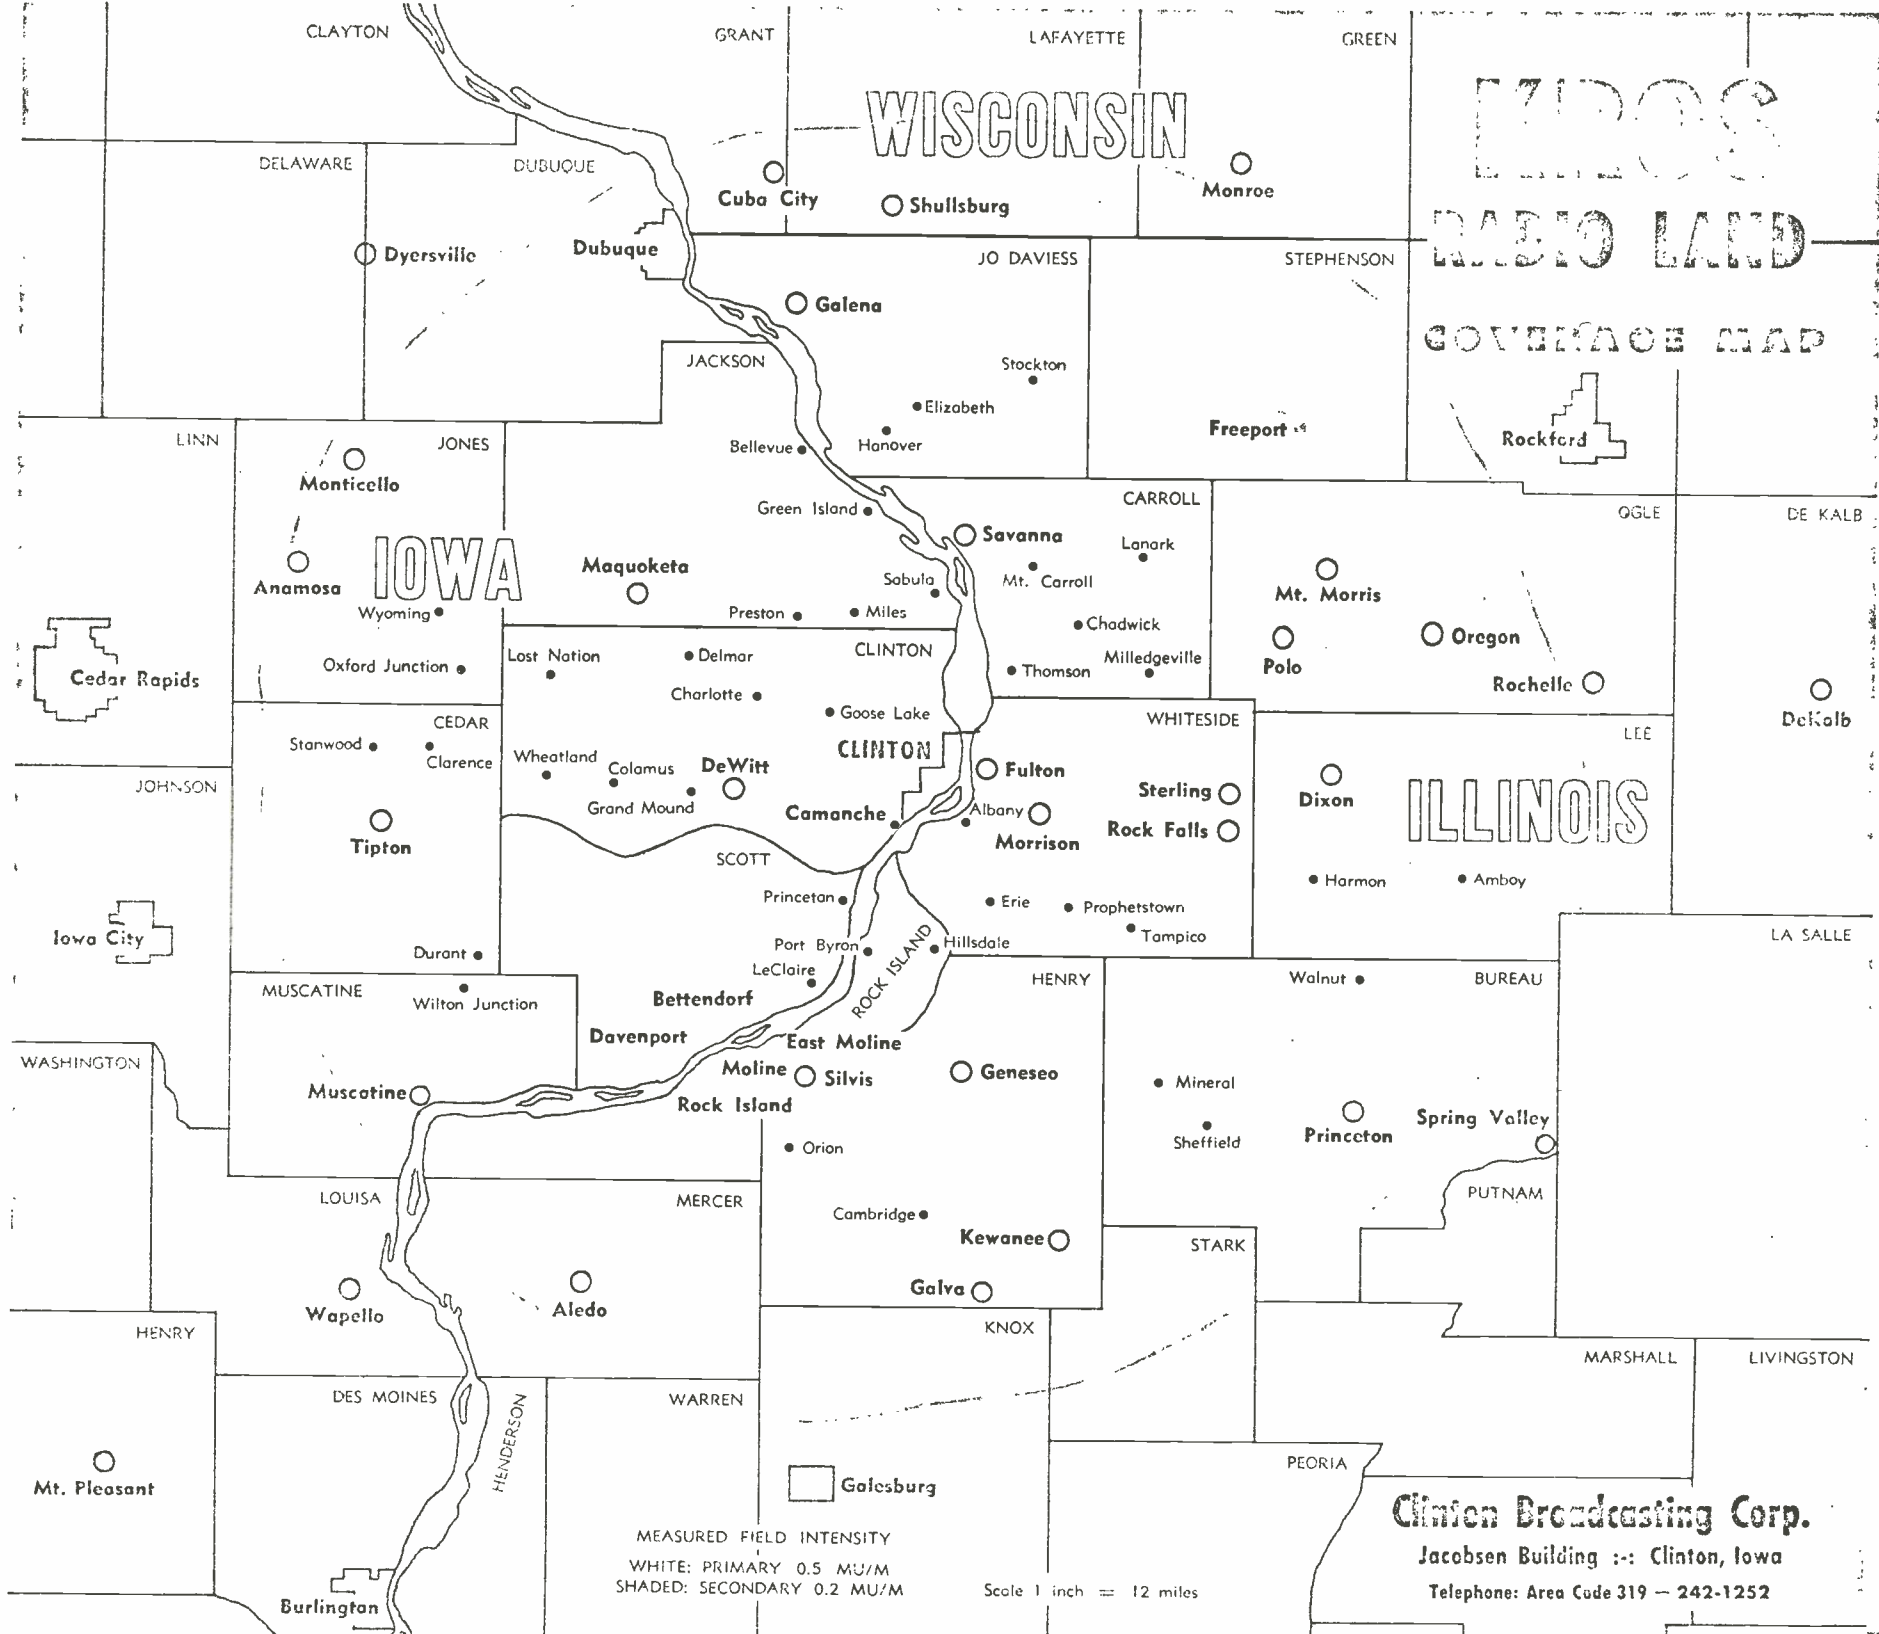 CLAYTON
GRANT
LAFAYETTE
GREEN
WISCONSIN
KROS
RADIO LAND
COVERAGE MAP
DELAWARE
DUBUQUE
Cuba City
Shullsburg
Monroe
Dyersville
Dubuque
JO DAVIESS
STEPHENSON
Galena
JACKSON
Stockton
Elizabeth
Hanover
Bellevue
Freeport
Rockford
LINN
JONES
Monticello
Green Island
CARROLL
OGLE
DE KALB
IOWA
Anamosa
Wyoming
Maquoketa
Savanna
Lanark
Mt. Carroll
Sabula
Preston
Miles
Chadwick
Mt. Morris
Polo
Oregon
Rochelle
DeKalb
Cedar Rapids
Oxford Junction
Lost Nation
Delmar
CLINTON
Charlotte
Goose Lake
Thomson
Milledgeville
CEDAR
Stanwood
Clarence
WHITESIDE
LEE
Wheatland
Colamus
DeWitt
Grand Mound
CLINTON
Fulton
Camanche
Albany
Morrison
Sterling
Rock Falls
Dixon
ILLINOIS
JOHNSON
Tipton
SCOTT
Princetan
Erie
Prophetstown
Tampico
Harmon
Amboy
Iowa City
Durant
Port Byron
ROCK ISLAND
Hillsdale
LA SALLE
MUSCATINE
Wilton Junction
LeClaire
Bettendorf
Davenport
HENRY
Walnut
BUREAU
East Moline
Moline
Silvis
Rock Island
Geneseo
WASHINGTON
Muscatine
Mineral
Sheffield
Princeton
Spring Valley
Orion
LOUISA
MERCER
Cambridge
Kewanee
Galva
PUTNAM
STARK
Wapello
Aledo
HENRY
KNOX
MARSHALL
LIVINGSTON
DES MOINES
HENDERSON
WARREN
PEORIA
Mt. Pleasant
Galesburg
Burlington
MEASURED FIELD INTENSITY
WHITE: PRIMARY 0.5 MU/M
SHADED: SECONDARY 0.2 MU/M
Scale 1 inch = 12 miles
Clinton Broadcasting Corp.
Jacobsen Building :-: Clinton, Iowa
Telephone: Area Code 319 — 242-1252